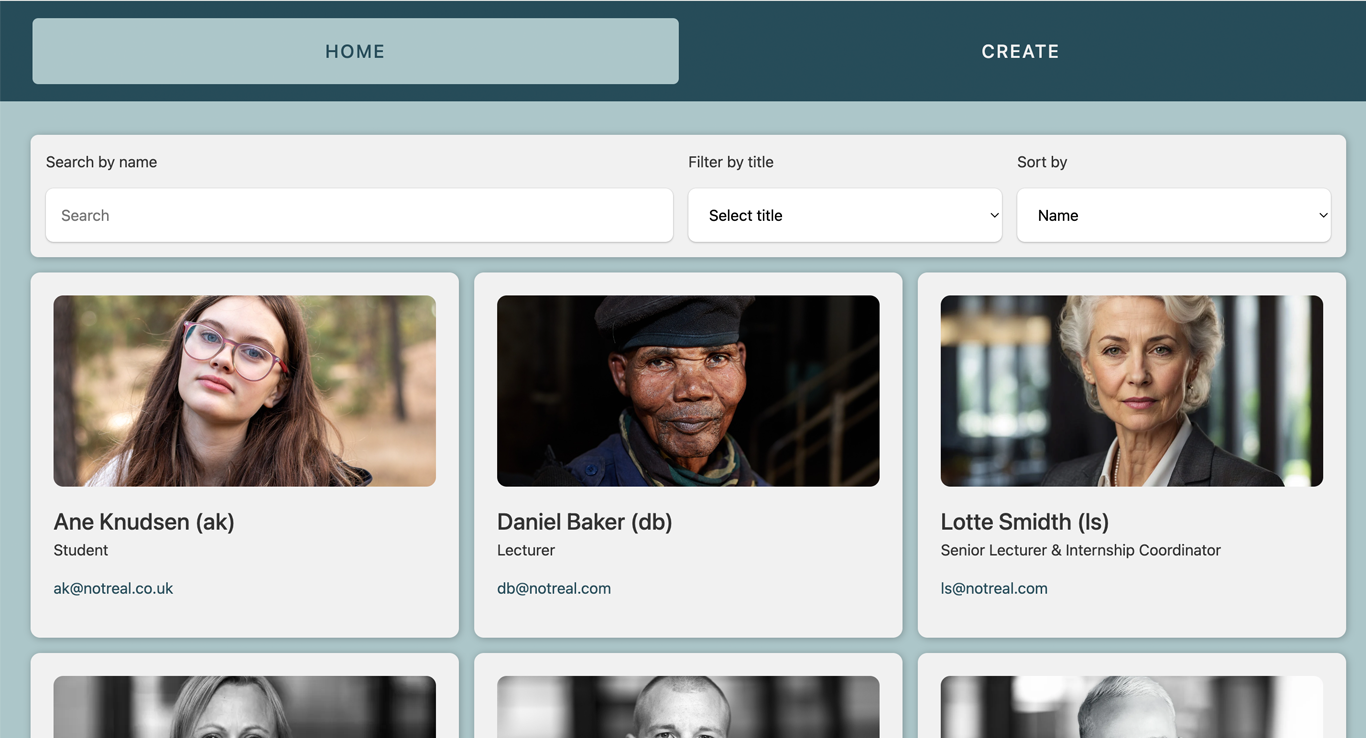 HOME CREATE
Search by name Filter by title Sort by
Search Select title Name
Ane Knudsen (ak)
Student
ak@notreal.co.uk
Daniel Baker (db)
Lecturer
db@notreal.com
Lotte Smidth (ls)
Senior Lecturer & Internship Coordinator
ls@notreal.com